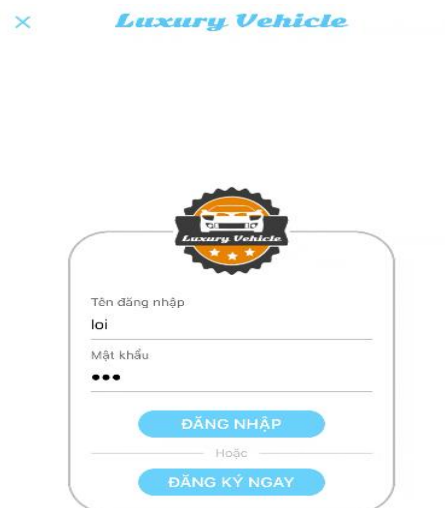 ×
Luxury Vehicle
Luxury Vehicle
Tên đăng nhập
loi
Mật khẩu
•••
ĐĂNG NHẬP
Hoặc
ĐĂNG KÝ NGAY